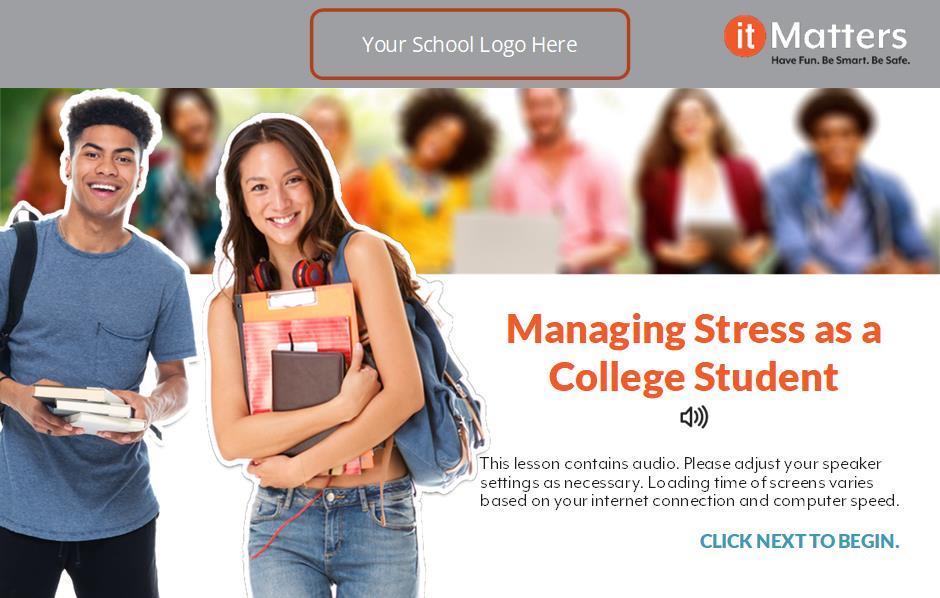 Your School Logo Here
it Matters
Have Fun. Be Smart. Be Safe.
Managing Stress as a
College Student
This lesson contains audio. Please adjust your speaker
settings as necessary. Loading time of screens varies
based on your internet connection and computer speed.
CLICK NEXT TO BEGIN.